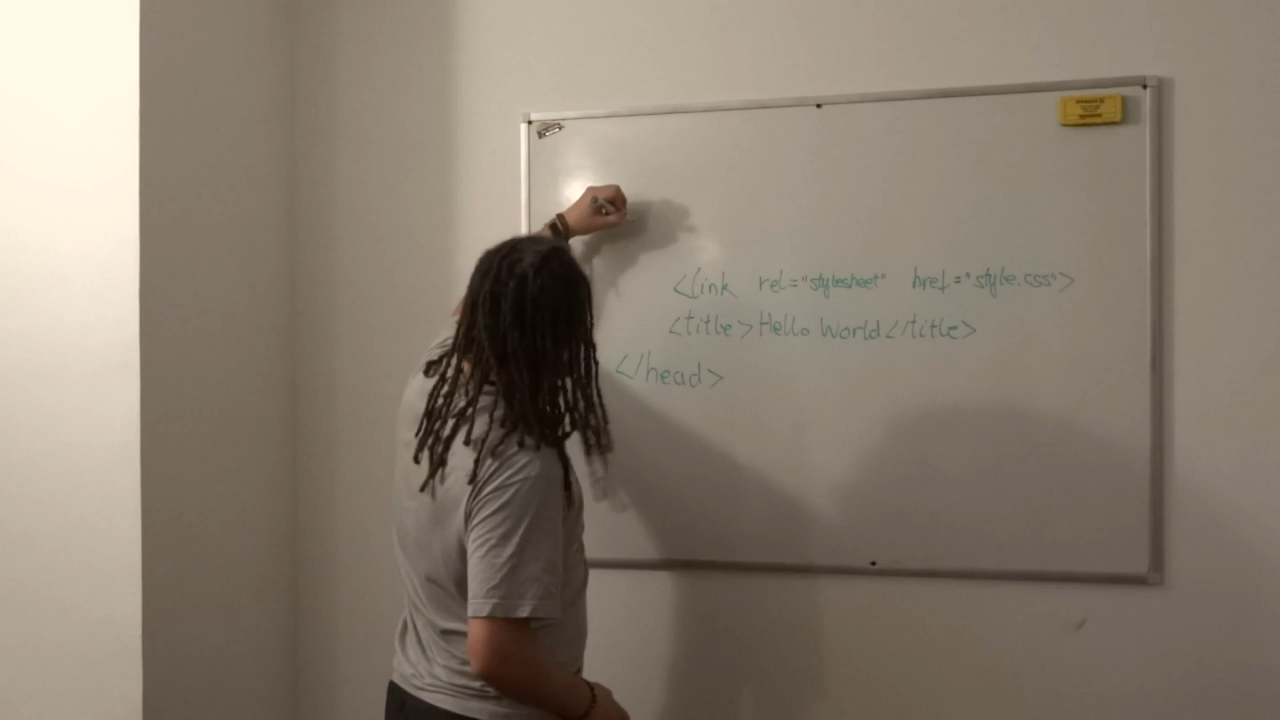 <link rel="stylesheet" href="style.css">
<title>Hello World</title>
</head>